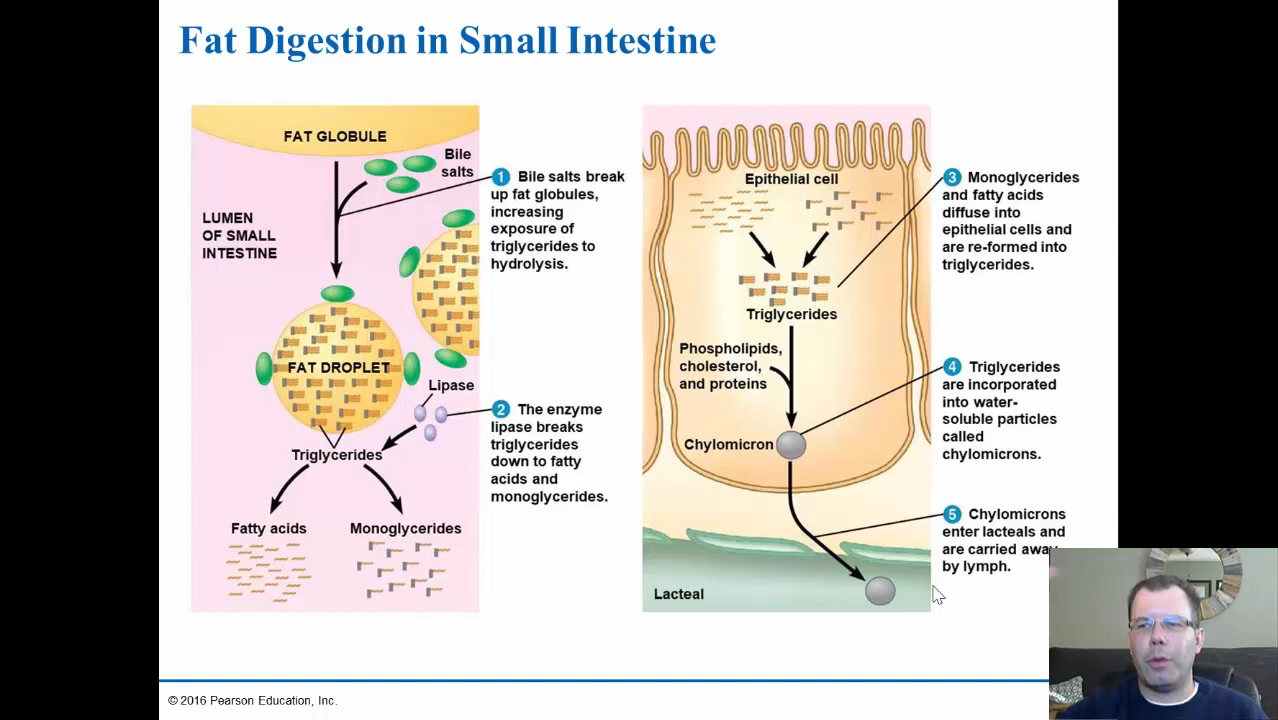 Fat Digestion in Small Intestine
FAT GLOBULE
Bile
salts
LUMEN
OF SMALL
INTESTINE
1 Bile salts break
up fat globules,
increasing
exposure of
triglycerides to
hydrolysis.
FAT DROPLET
Lipase
2 The enzyme
lipase breaks
triglycerides
down to fatty
acids and
monoglycerides.
Triglycerides
Fatty acids
Monoglycerides
Epithelial cell
3 Monoglycerides
and fatty acids
diffuse into
epithelial cells and
are re-formed into
triglycerides.
Triglycerides
Phospholipids,
cholesterol,
and proteins
4 Triglycerides
are incorporated
into water-
soluble particles
called
chylomicrons.
Chylomicron
5 Chylomicrons
enter lacteals and
are carried away
by lymph.
Lacteal
© 2016 Pearson Education, Inc.